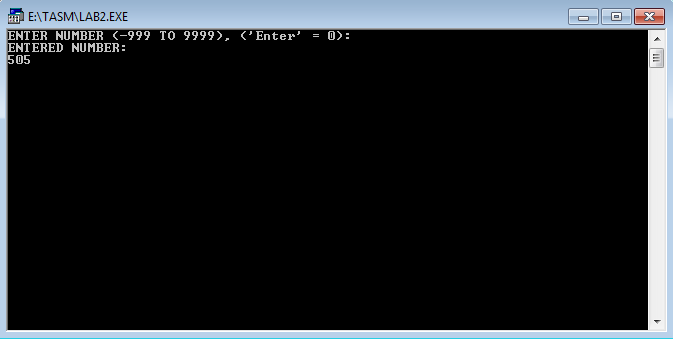 E:\TASM\LAB2.EXE
ENTER NUMBER (-999 TO 9999), ('Enter' = 0):
ENTERED NUMBER:
505